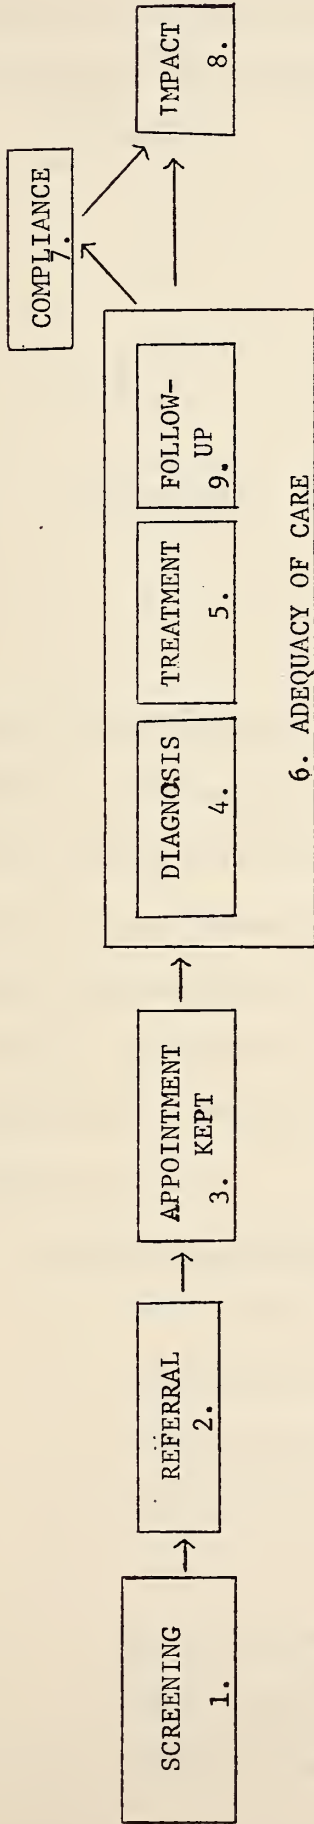 SCREENING
1.
REFERRAL
2.
APPOINTMENT
KEPT
3.
DIAGNOSIS
4.
TREATMENT
5.
FOLLOW-
UP
9.
6. ADEQUACY OF CARE
COMPLIANCE
7.
IMPACT
8.